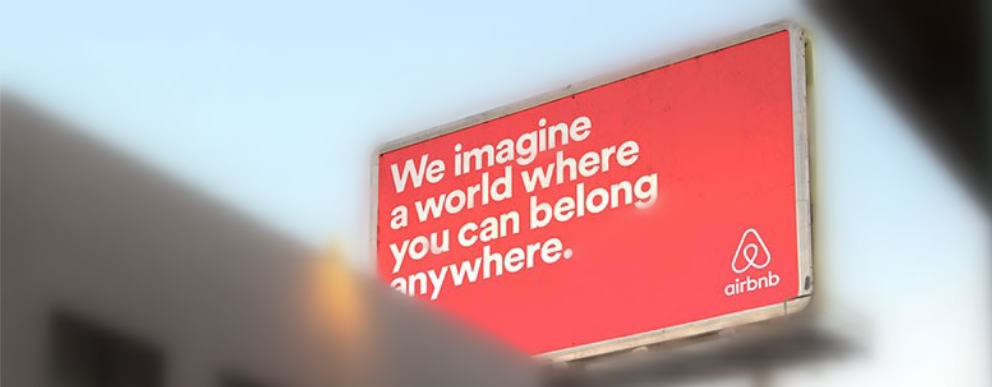 We imagine
a world where
you can belong
anywhere.
airbnb